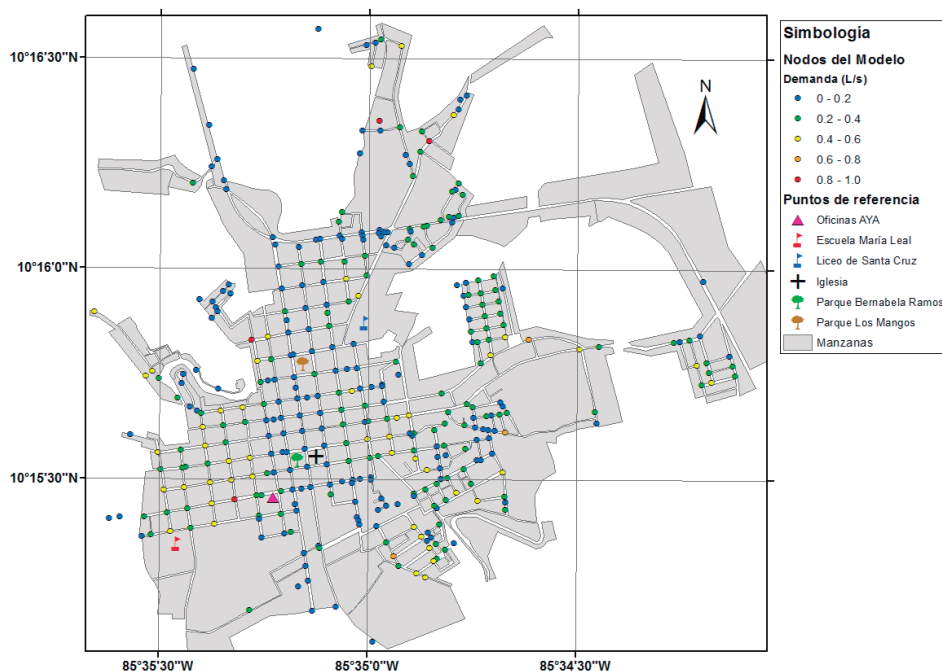 10°16'30"N
10°16'0"N
10°15'30"N
85°35'30"W
85°35'0"W
85°34'30"W
N
Simbología
Nodos del Modelo
Demanda (L/s)
0 - 0.2
0.2 - 0.4
0.4 - 0.6
0.6 - 0.8
0.8 - 1.0
Puntos de referencia
Oficinas AYA
Escuela María Leal
Liceo de Santa Cruz
Iglesia
Parque Bernabela Ramos
Parque Los Mangos
Manzanas